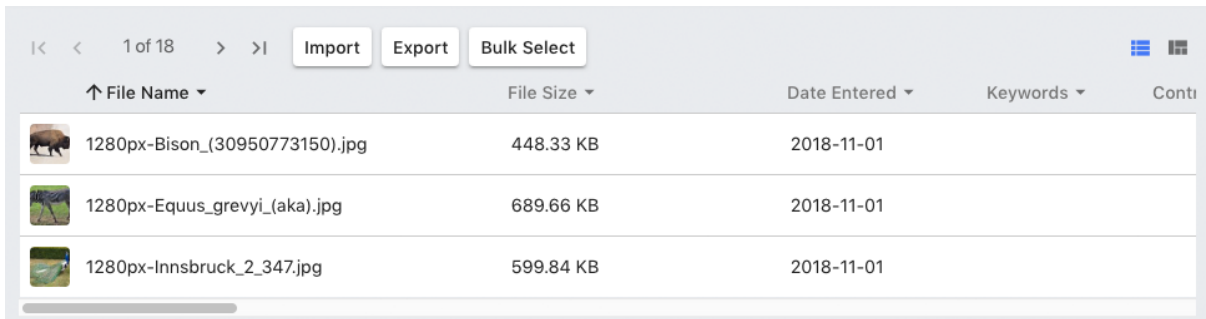 1 of 18 Import Export Bulk Select
File Name File Size Date Entered Keywords Contr
1280px-Bison_(30950773150).jpg 448.33 KB 2018-11-01
1280px-Equus_grevyi_(aka).jpg 689.66 KB 2018-11-01
1280px-Innsbruck_2_347.jpg 599.84 KB 2018-11-01